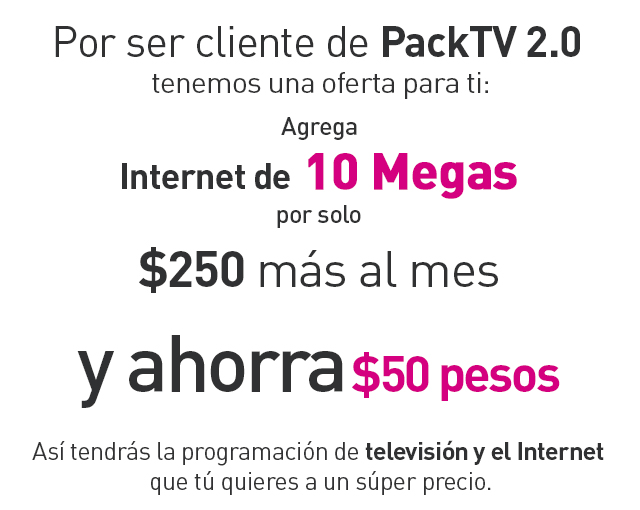 Por ser cliente de PackTV 2.0
tenemos una oferta para ti:
Agrega
Internet de 10 Megas
por solo
$250 más al mes
y ahorra $50 pesos
Así tendrás la programación de televisión y el Internet
que tú quieres a un súper precio.